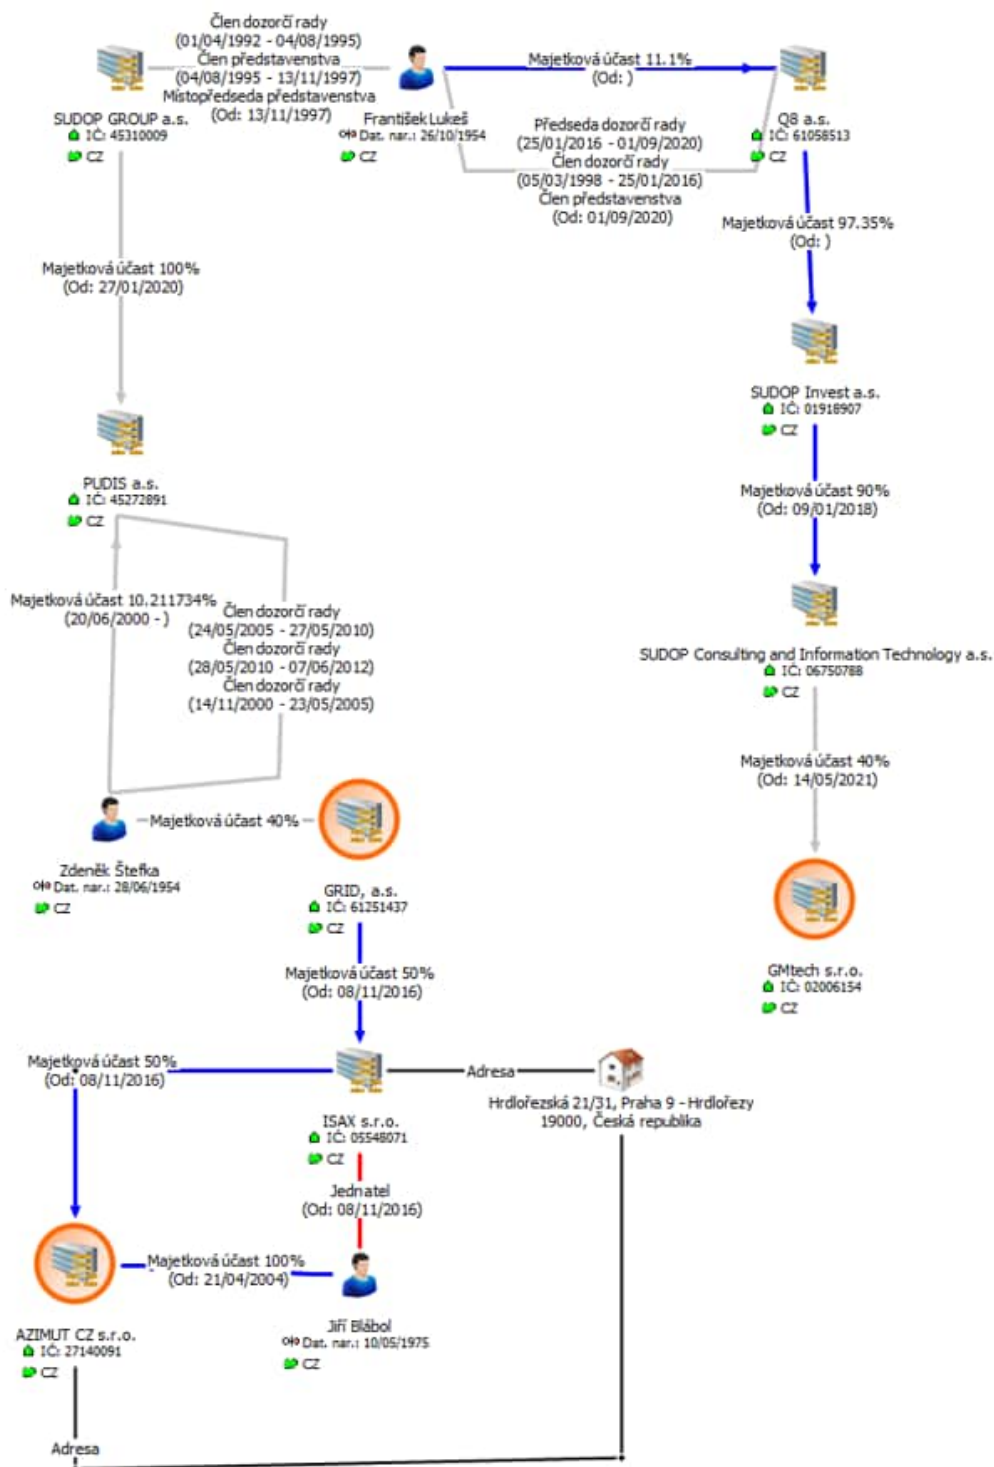 Člen dozorčí rady
(01/04/1992 - 04/08/1995)
Člen představenstva
(04/08/1995 - 13/11/1997)
Místopředseda představenstva
(Od: 13/11/1997)
SUDOP GROUP a.s.
IČ: 45310009
CZ
František Lukeš
Dat. nar.: 26/10/1954
CZ
Majetková účast 11.1%
(Od: )
Předseda dozorčí rady
(25/01/2016 - 01/09/2020)
Člen dozorčí rady
(05/03/1998 - 25/01/2016)
Člen představenstva
(Od: 01/09/2020)
Q8 a.s.
IČ: 61058513
CZ
Majetková účast 97.35%
(Od: )
Majetková účast 100%
(Od: 27/01/2020)
SUDOP Invest a.s.
IČ: 01918907
CZ
PUDIS a.s.
IČ: 45272891
CZ
Majetková účast 90%
(Od: 09/01/2018)
Majetková účast 10.211734%
(20/06/2000 - )
Člen dozorčí rady
(24/05/2005 - 27/05/2010)
Člen dozorčí rady
(28/05/2010 - 07/06/2012)
Člen dozorčí rady
(14/11/2000 - 23/05/2005)
SUDOP Consulting and Information Technology a.s.
IČ: 06750788
CZ
Majetková účast 40%
(Od: 14/05/2021)
Majetková účast 40%
Zdeněk Štefka
Dat. nar.: 28/06/1954
CZ
GRID, a.s.
IČ: 61251437
CZ
GMtech s.r.o.
IČ: 02006154
CZ
Majetková účast 50%
(Od: 08/11/2016)
Majetková účast 50%
(Od: 08/11/2016)
Adresa
ISAX s.r.o.
IČ: 05548071
CZ
Hrdlořezská 21/31, Praha 9 - Hrdlořezy
19000, Česká republika
Jednatel
(Od: 08/11/2016)
Majetková účast 100%
(Od: 21/04/2004)
AZIMUT CZ s.r.o.
IČ: 27140091
CZ
Jiří Blábol
Dat. nar.: 10/05/1975
CZ
Adresa